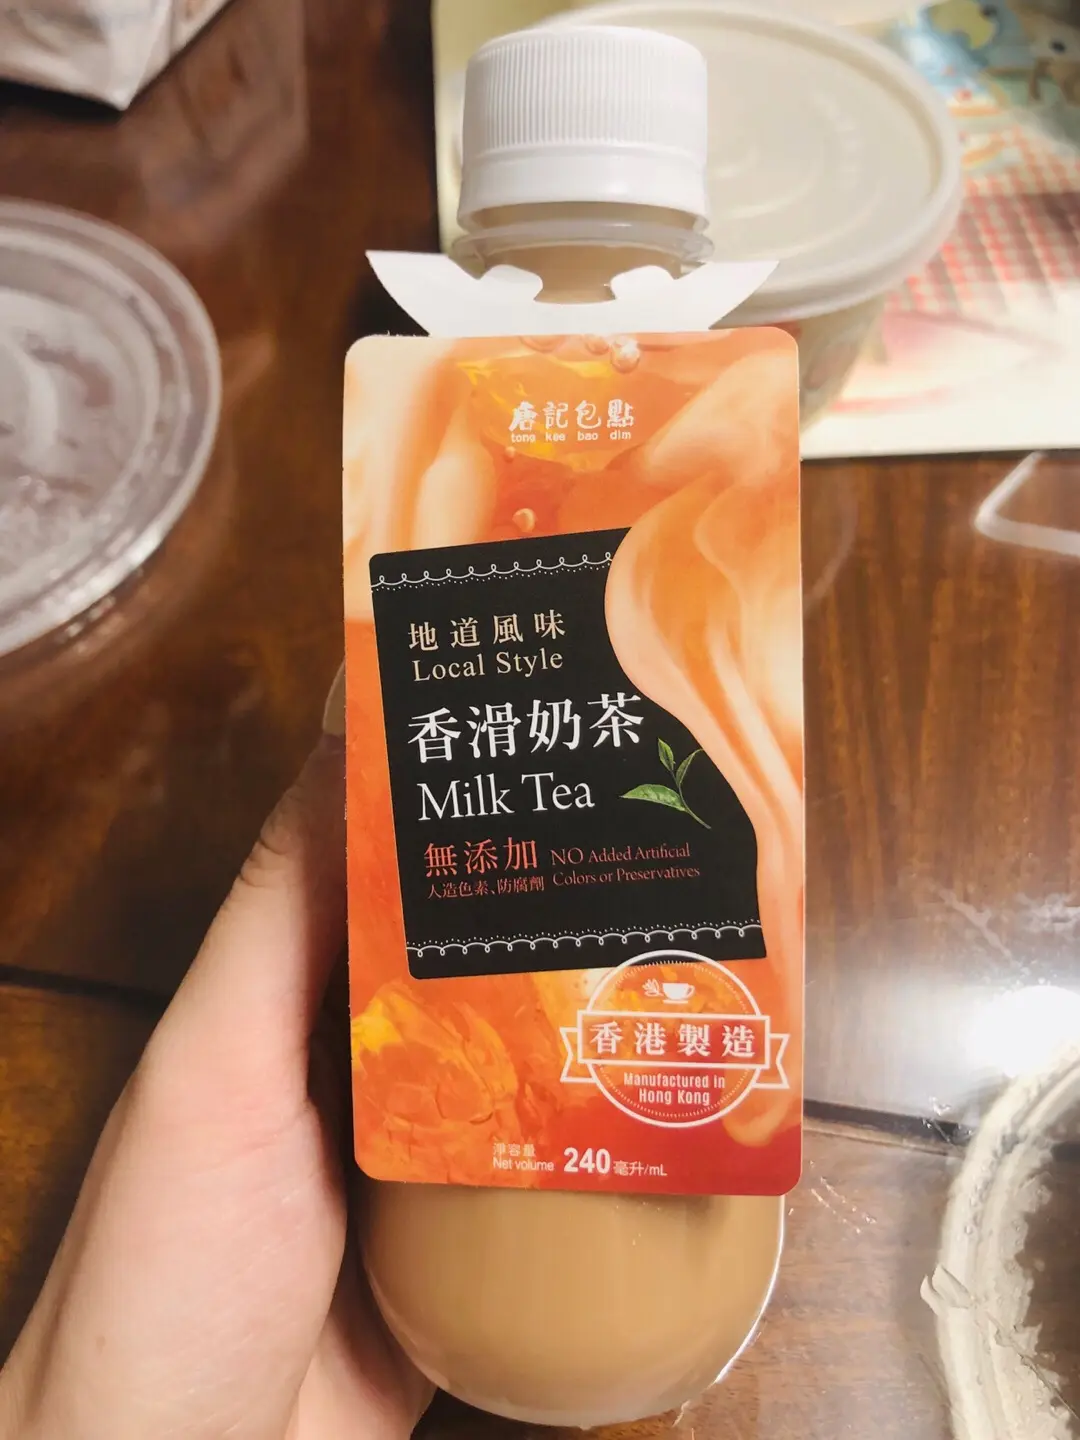 唐記包點
tong kee bao dim
地道風味
Local Style
香滑奶茶
Milk Tea
無添加
人造色素、防腐劑
NO Added Artificial
Colors or Preservatives
香港製造
Manufactured in
Hong Kong
淨容量
Net volume
240毫升/mL